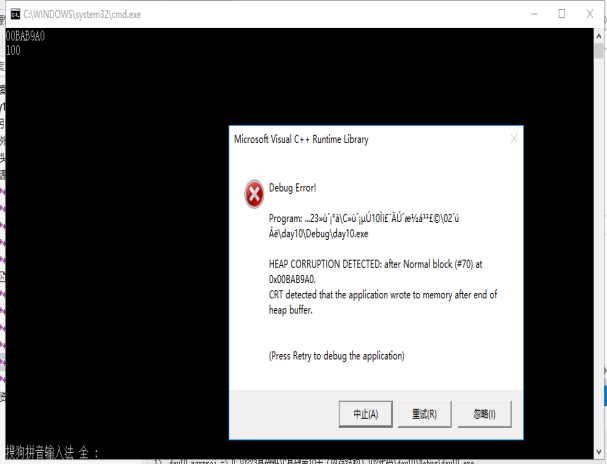 C:\WINDOWS\system32\cmd.exe
00BAB9A0
100
Microsoft Visual C++ Runtime Library
Debug Error!
Program: ...23»ù´¡°à\C»ù´¡µÚ10Ìì£¨ÄÚ´æ½á¹¹£©\02´ú
Âë\day10\Debug\day10.exe
HEAP CORRUPTION DETECTED: after Normal block (#70) at
0x00BAB9A0.
CRT detected that the application wrote to memory after end of
heap buffer.
(Press Retry to debug the application)
中止(A) 重试(R) 忽略(I)
搜狗拼音输入法 全 :